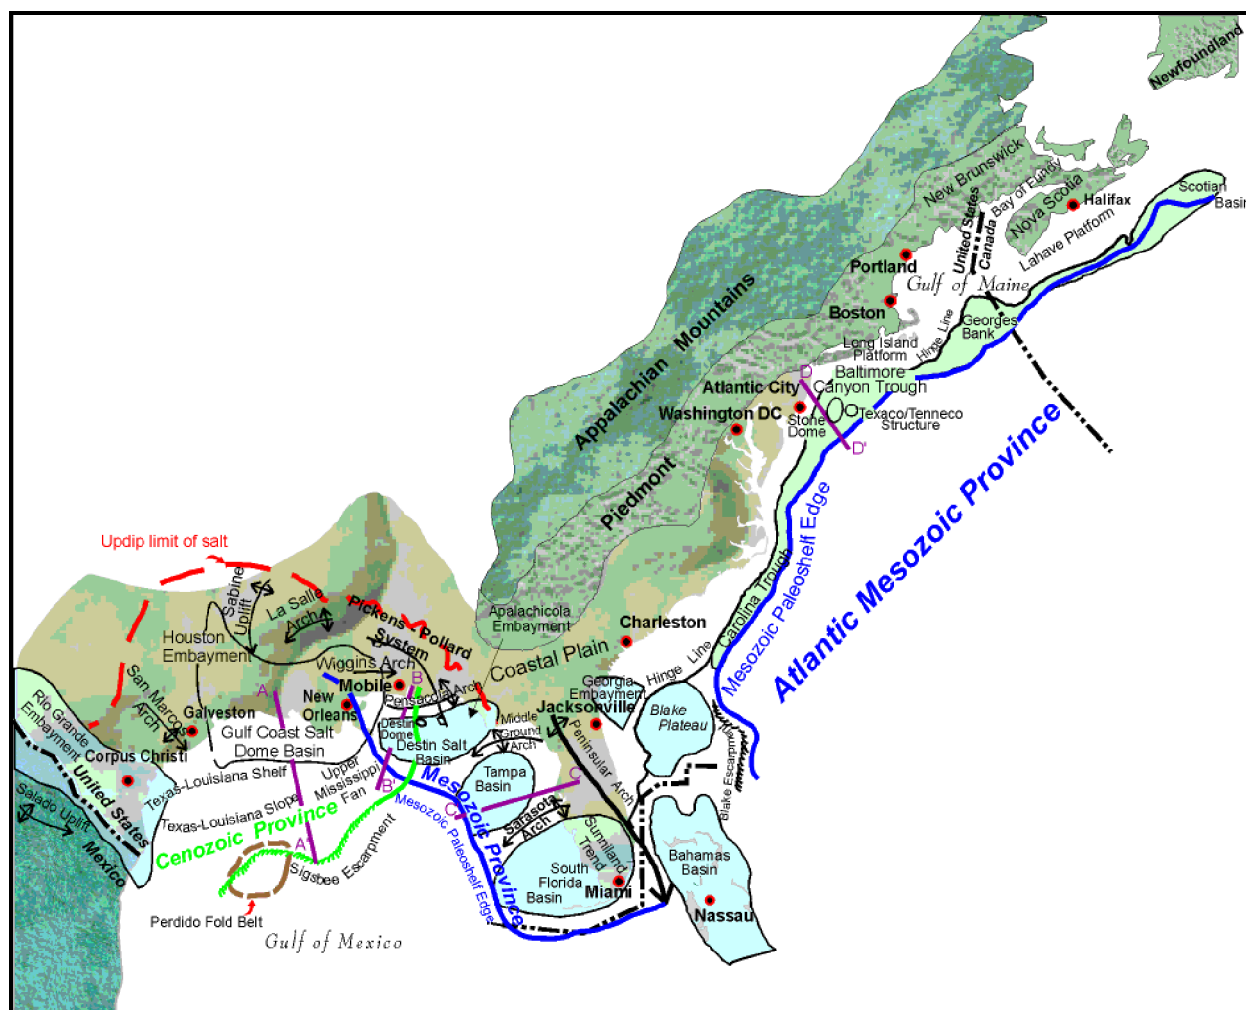 Newfoundland
New Brunswick
Bay of Fundy
Nova Scotia
Halifax
Scotian
Basin
United States
Canada
Lahave Platform
Portland
Gulf of Maine
Boston
Appalachian Mountains
Georges
Bank
Hinge Line
Long Island
Platform
Baltimore
Canyon Trough
D
Atlantic City
Washington DC
Stone
Dome
Texaco/Tenneco
Structure
D'
Piedmont
Atlantic Mesozoic Province
Mesozoic Paleoshelf Edge
Carolina Trough
Updip limit of salt
Sabine
Uplift
La Salle
Arch
Pickens - Pollard
System
Apalachicola
Embayment
Charleston
Houston
Embayment
Wiggins Arch
Coastal Plain
Hinge Line
San Marcos
Arch
A
Mobile
B
Pensacola Arch
Georgia
Embayment
Rio Grande
Embayment
Galveston
New
Orleans
Jacksonville
Blake
Plateau
Middle
Ground
Arch
Destin
Dome
Destin Salt
Basin
Gulf Coast Salt
Dome Basin
Corpus Christi
Peninsular Arch
Blake Escarpment
Texas-Louisiana Shelf
Upper
Mississippi
Fan
B'
Mesozoic Province
Mesozoic Paleoshelf Edge
Tampa
Basin
C
C'
United States
Mexico
Salado Uplift
Texas-Louisiana Slope
Cenozoic Province
A'
Sigsbee Escarpment
Sarasota
Arch
Sunniland
Trend
South
Florida
Basin
Miami
Bahamas
Basin
Nassau
Perdido Fold Belt
Gulf of Mexico